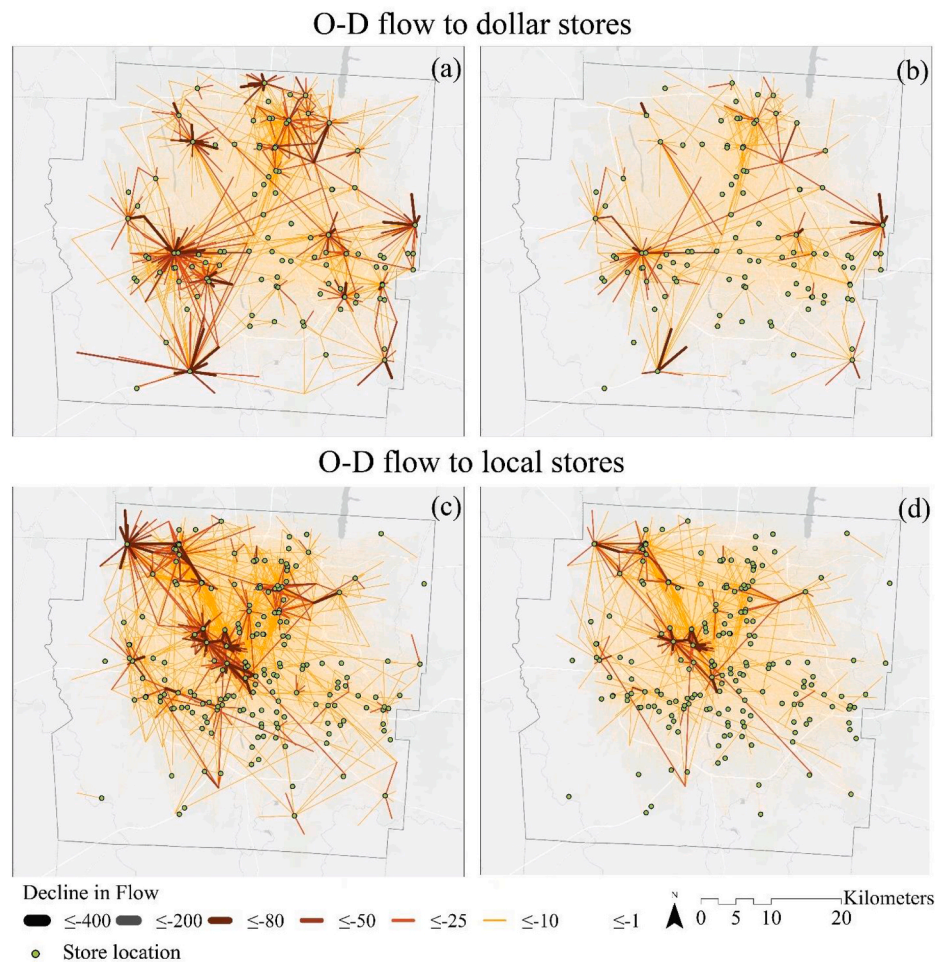 O-D flow to dollar stores
(a)
(b)
O-D flow to local stores
(c)
(d)
Decline in Flow
≤-400 ≤-200 ≤-80 ≤-50 ≤-25 ≤-10 ≤-1
Store location
N
Kilometers
0 5 10 20